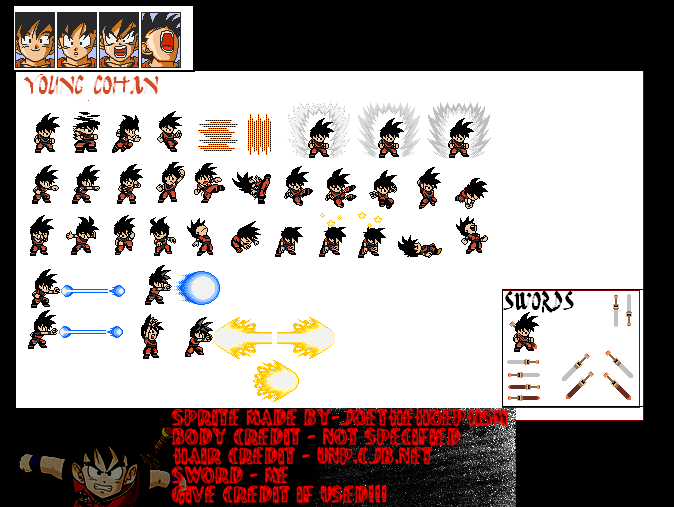 YOUNG GOHAN
SWORDS
SPRITE MADE BY-JOETHEHOEPIMSM
BODY CREDIT - NOT SPECIFIED
HAIR CREDIT - UNP.CJB.NET
SWORD - ME
GIVE CREDIT IF USED!!!